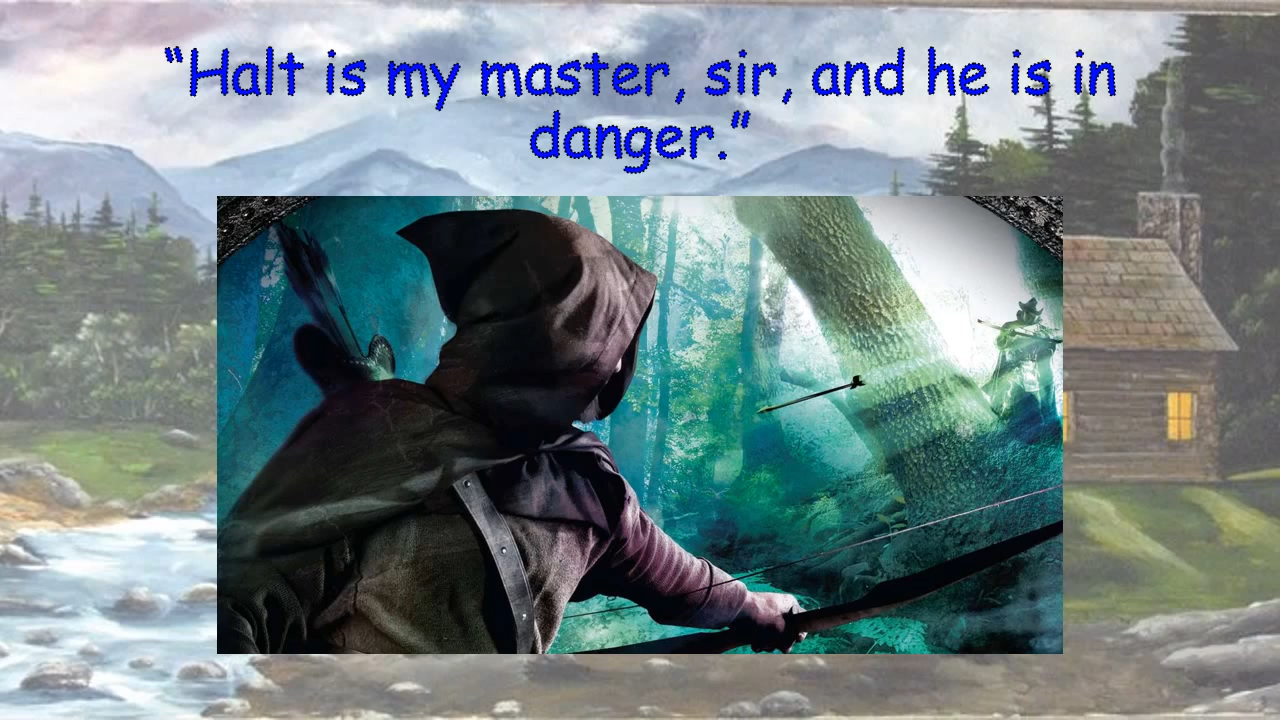 “Halt is my master, sir, and he is in
danger.”